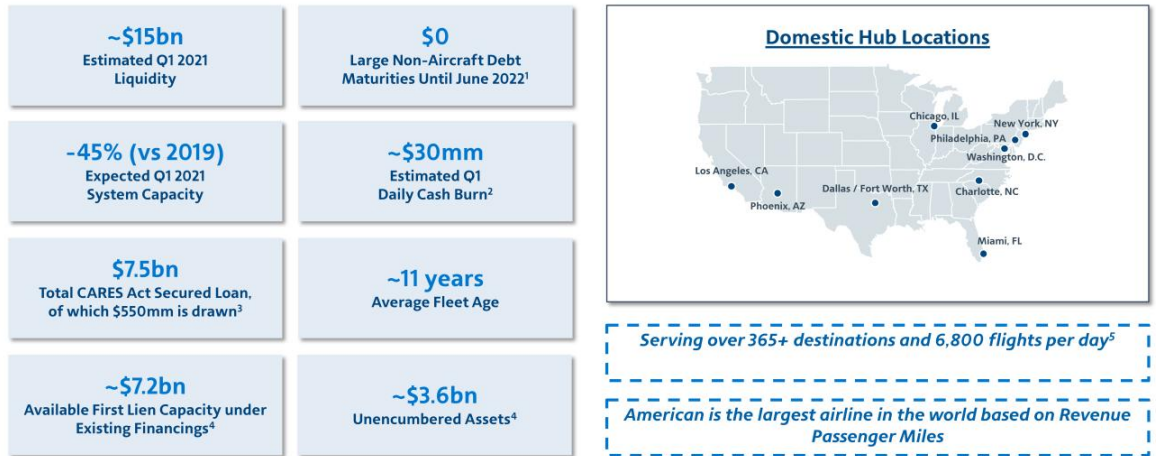 ~$15bn
Estimated Q1 2021
Liquidity
$0
Large Non-Aircraft Debt
Maturities Until June 2022¹
-45% (vs 2019)
Expected Q1 2021
System Capacity
~$30mm
Estimated Q1
Daily Cash Burn²
$7.5bn
Total CARES Act Secured Loan,
of which $550mm is drawn³
~11 years
Average Fleet Age
~$7.2bn
Available First Lien Capacity under
Existing Financings⁴
~$3.6bn
Unencumbered Assets⁴
Domestic Hub Locations
Chicago, IL
New York, NY
Philadelphia, PA
Washington, D.C.
Los Angeles, CA
Dallas / Fort Worth, TX
Charlotte, NC
Phoenix, AZ
Miami, FL
Serving over 365+ destinations and 6,800 flights per day⁵
American is the largest airline in the world based on Revenue
Passenger Miles